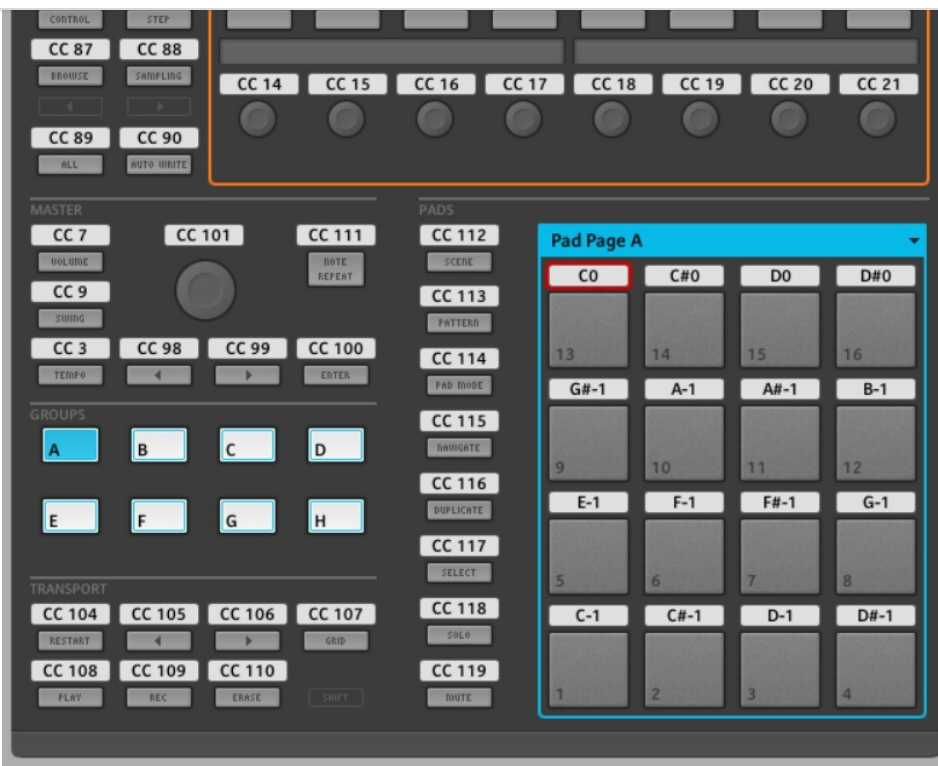 CONTROL STEP
CC 87 CC 88
BROWSE SAMPLING
CC 14 CC 15 CC 16 CC 17 CC 18 CC 19 CC 20 CC 21
CC 89 CC 90
ALL AUTO WRITE
MASTER
CC 7 CC 101 CC 111
VOLUME NOTE REPEAT
CC 9
SWING
CC 3 CC 98 CC 99 CC 100
TEMPO ENTER
GROUPS
A B C D
E F G H
TRANSPORT
CC 104 CC 105 CC 106 CC 107
RESTART GRID
CC 108 CC 109 CC 110
PLAY REC ERASE SHIFT
PADS
CC 112
SCENE
CC 113
PATTERN
CC 114
PAD MODE
CC 115
NAVIGATE
CC 116
DUPLICATE
CC 117
SELECT
CC 118
SOLO
CC 119
MUTE
Pad Page A
C0 C#0 D0 D#0
13 14 15 16
G#-1 A-1 A#-1 B-1
9 10 11 12
E-1 F-1 F#-1 G-1
5 6 7 8
C-1 C#-1 D-1 D#-1
1 2 3 4